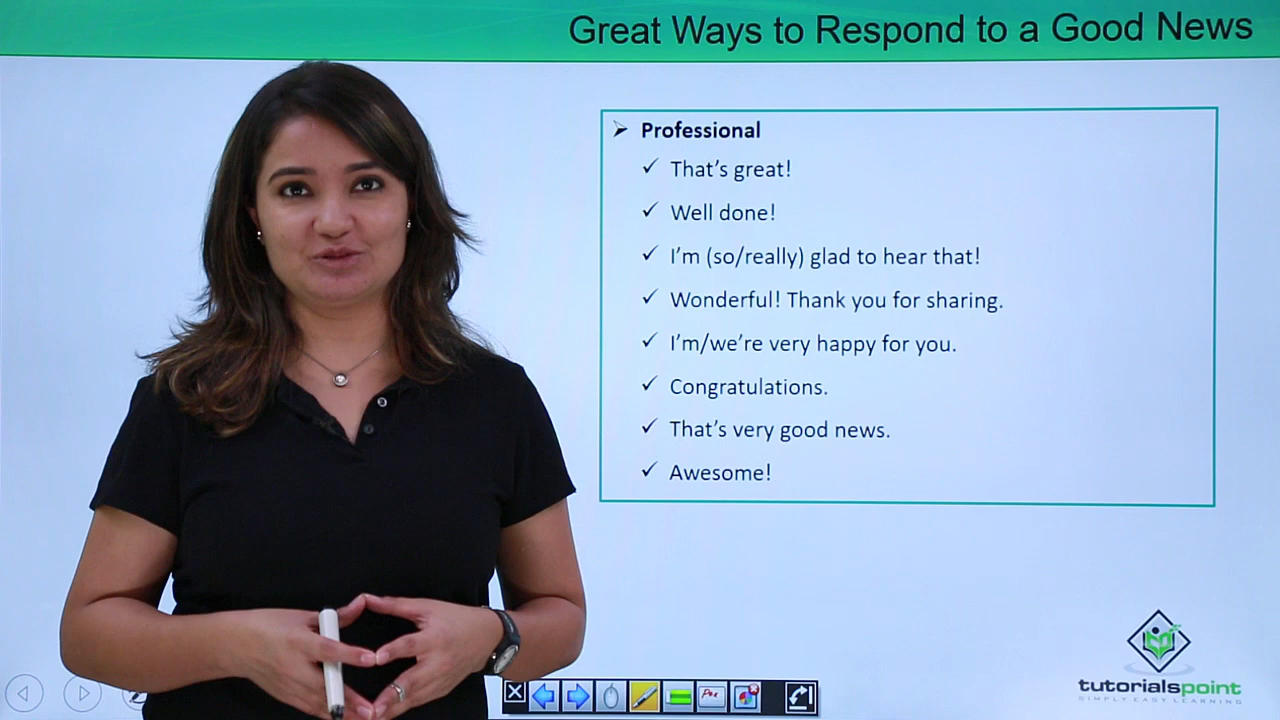 Great Ways to Respond to a Good News
Professional
That's great!
Well done!
I'm (so/really) glad to hear that!
Wonderful! Thank you for sharing.
I'm/we're very happy for you.
Congratulations.
That's very good news.
Awesome!
tutorialspoint
SIMPLY EASY LEARNING
Pen